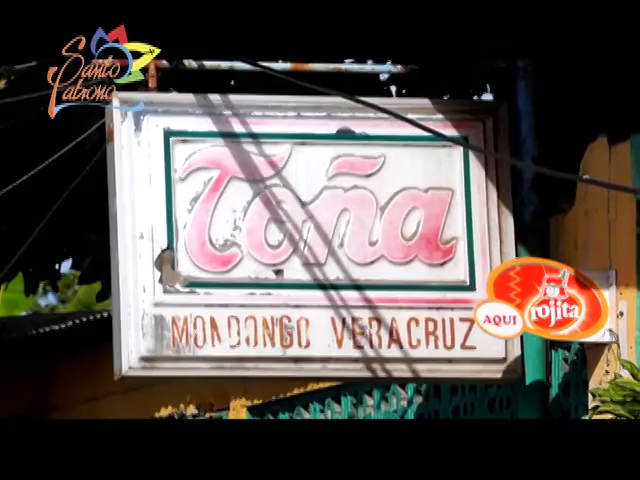 Santo
Patrono
Toña
MONDONGO VERACRUZ
AQUI
rojita